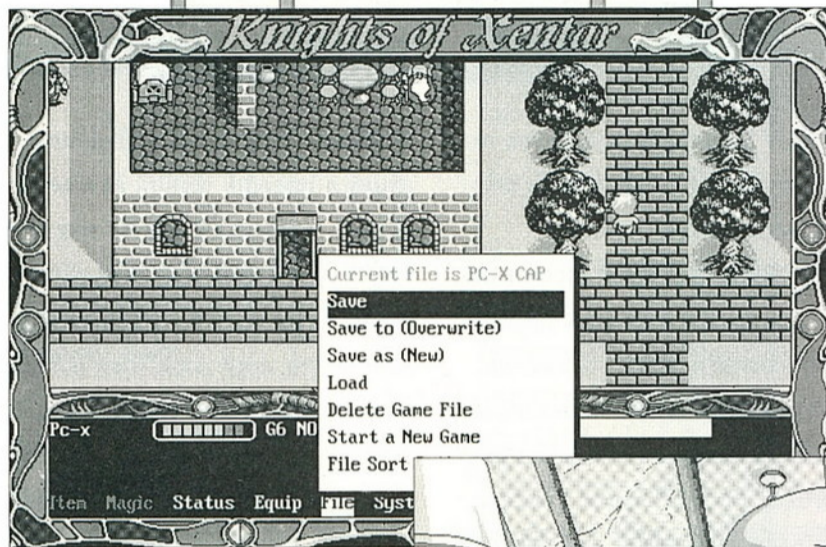 Knights of Xentar
Current file is PC-X CAP
Save
Save to (Overwrite)
Save as (New)
Load
Delete Game File
Start a New Game
File Sort
Pc-x G6 NO
Item Magic Status Equip File Syst